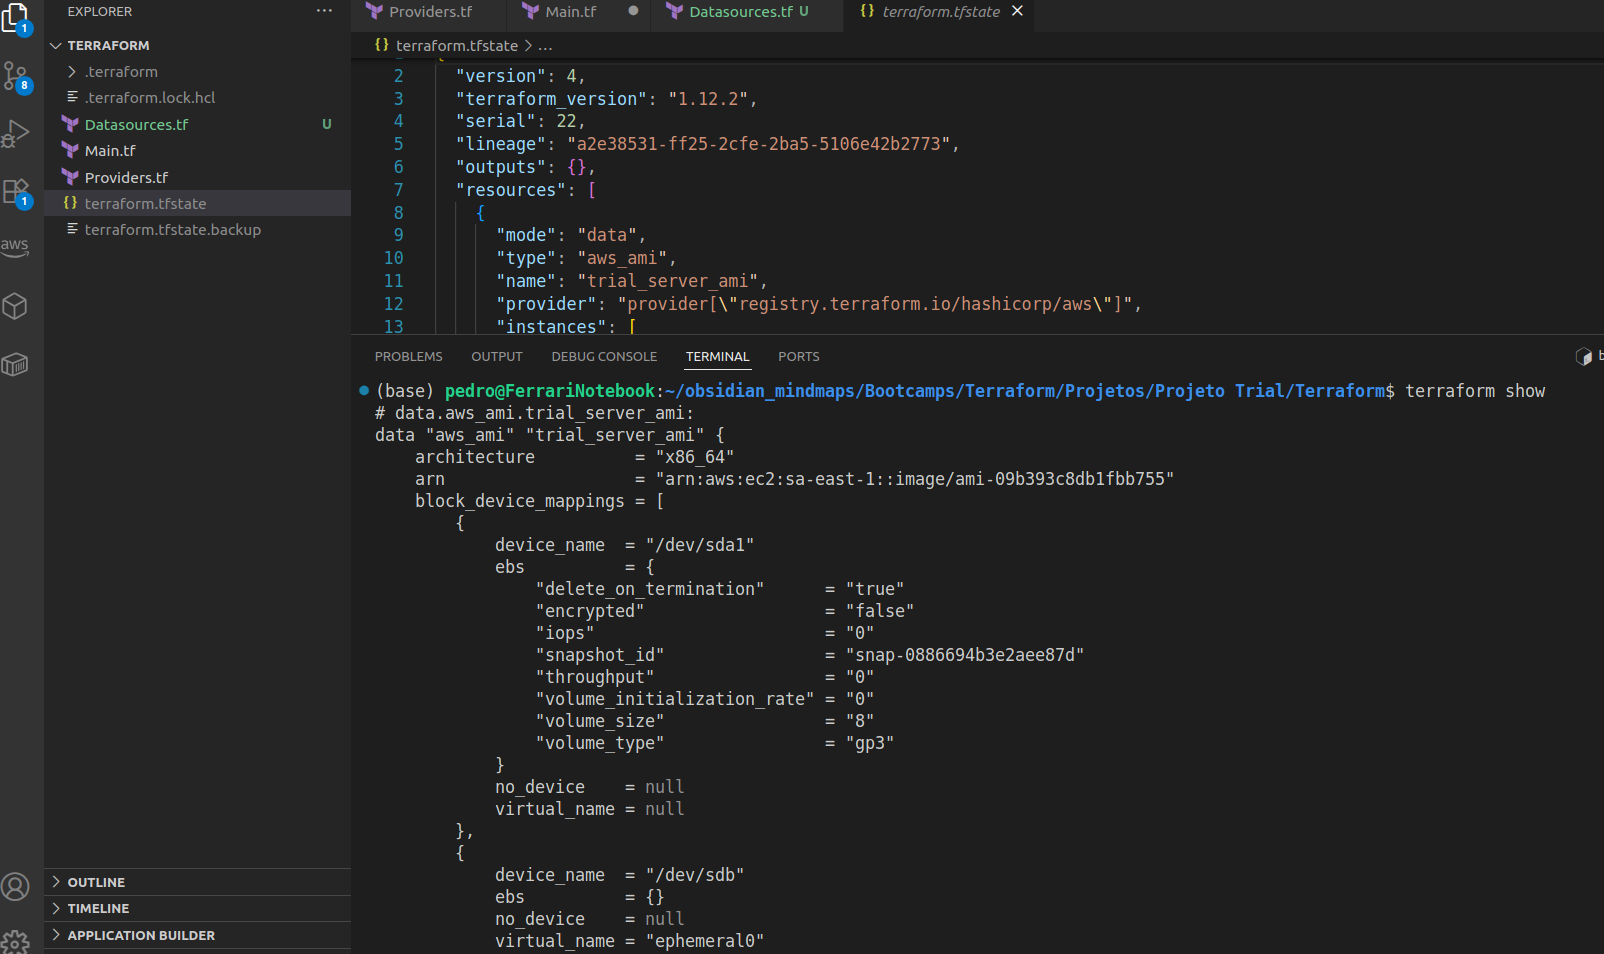 EXPLORER
1
8
1
aws
TERRAFORM
.terraform
.terraform.lock.hcl
Datasources.tf U
Main.tf
Providers.tf
{} terraform.tfstate
terraform.tfstate.backup
OUTLINE
TIMELINE
APPLICATION BUILDER
Providers.tf
Main.tf
Datasources.tf U
{} terraform.tfstate
{} terraform.tfstate > ...
2 "version": 4,
3 "terraform_version": "1.12.2",
4 "serial": 22,
5 "lineage": "a2e38531-ff25-2cfe-2ba5-5106e42b2773",
6 "outputs": {},
7 "resources": [
8 {
9 "mode": "data",
10 "type": "aws_ami",
11 "name": "trial_server_ami",
12 "provider": "provider[\"registry.terraform.io/hashicorp/aws\"]",
13 "instances": [
PROBLEMS OUTPUT DEBUG CONSOLE TERMINAL PORTS
(base) pedro@FerrariNotebook:~/obsidian_mindmaps/Bootcamps/Terraform/Projetos/Projeto Trial/Terraform$ terraform show
# data.aws_ami.trial_server_ami:
data "aws_ami" "trial_server_ami" {
architecture = "x86_64"
arn = "arn:aws:ec2:sa-east-1::image/ami-09b393c8db1fbb755"
block_device_mappings = [
{
device_name = "/dev/sda1"
ebs = {
"delete_on_termination" = "true"
"encrypted" = "false"
"iops" = "0"
"snapshot_id" = "snap-0886694b3e2aee87d"
"throughput" = "0"
"volume_initialization_rate" = "0"
"volume_size" = "8"
"volume_type" = "gp3"
}
no_device = null
virtual_name = null
},
{
device_name = "/dev/sdb"
ebs = {}
no_device = null
virtual_name = "ephemeral0"